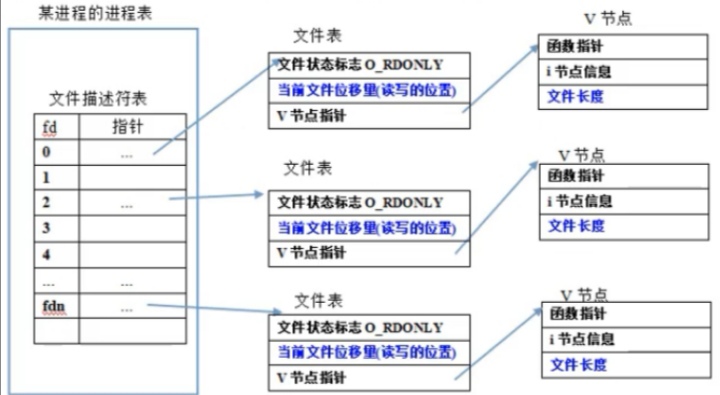 某进程的进程表
文件描述符表
fd 指针
0 ...
1
2 ...
3
4
... ...
fdn ...
文件表
文件状态标志 O_RDONLY
当前文件位移量(读写的位置)
V 节点指针
文件表
文件状态标志 O_RDONLY
当前文件位移量(读写的位置)
V 节点指针
文件表
文件状态标志 O_RDONLY
当前文件位移量(读写的位置)
V 节点指针
V 节点
函数指针
i 节点信息
文件长度
V 节点
函数指针
i 节点信息
文件长度
V 节点
函数指针
i 节点信息
文件长度